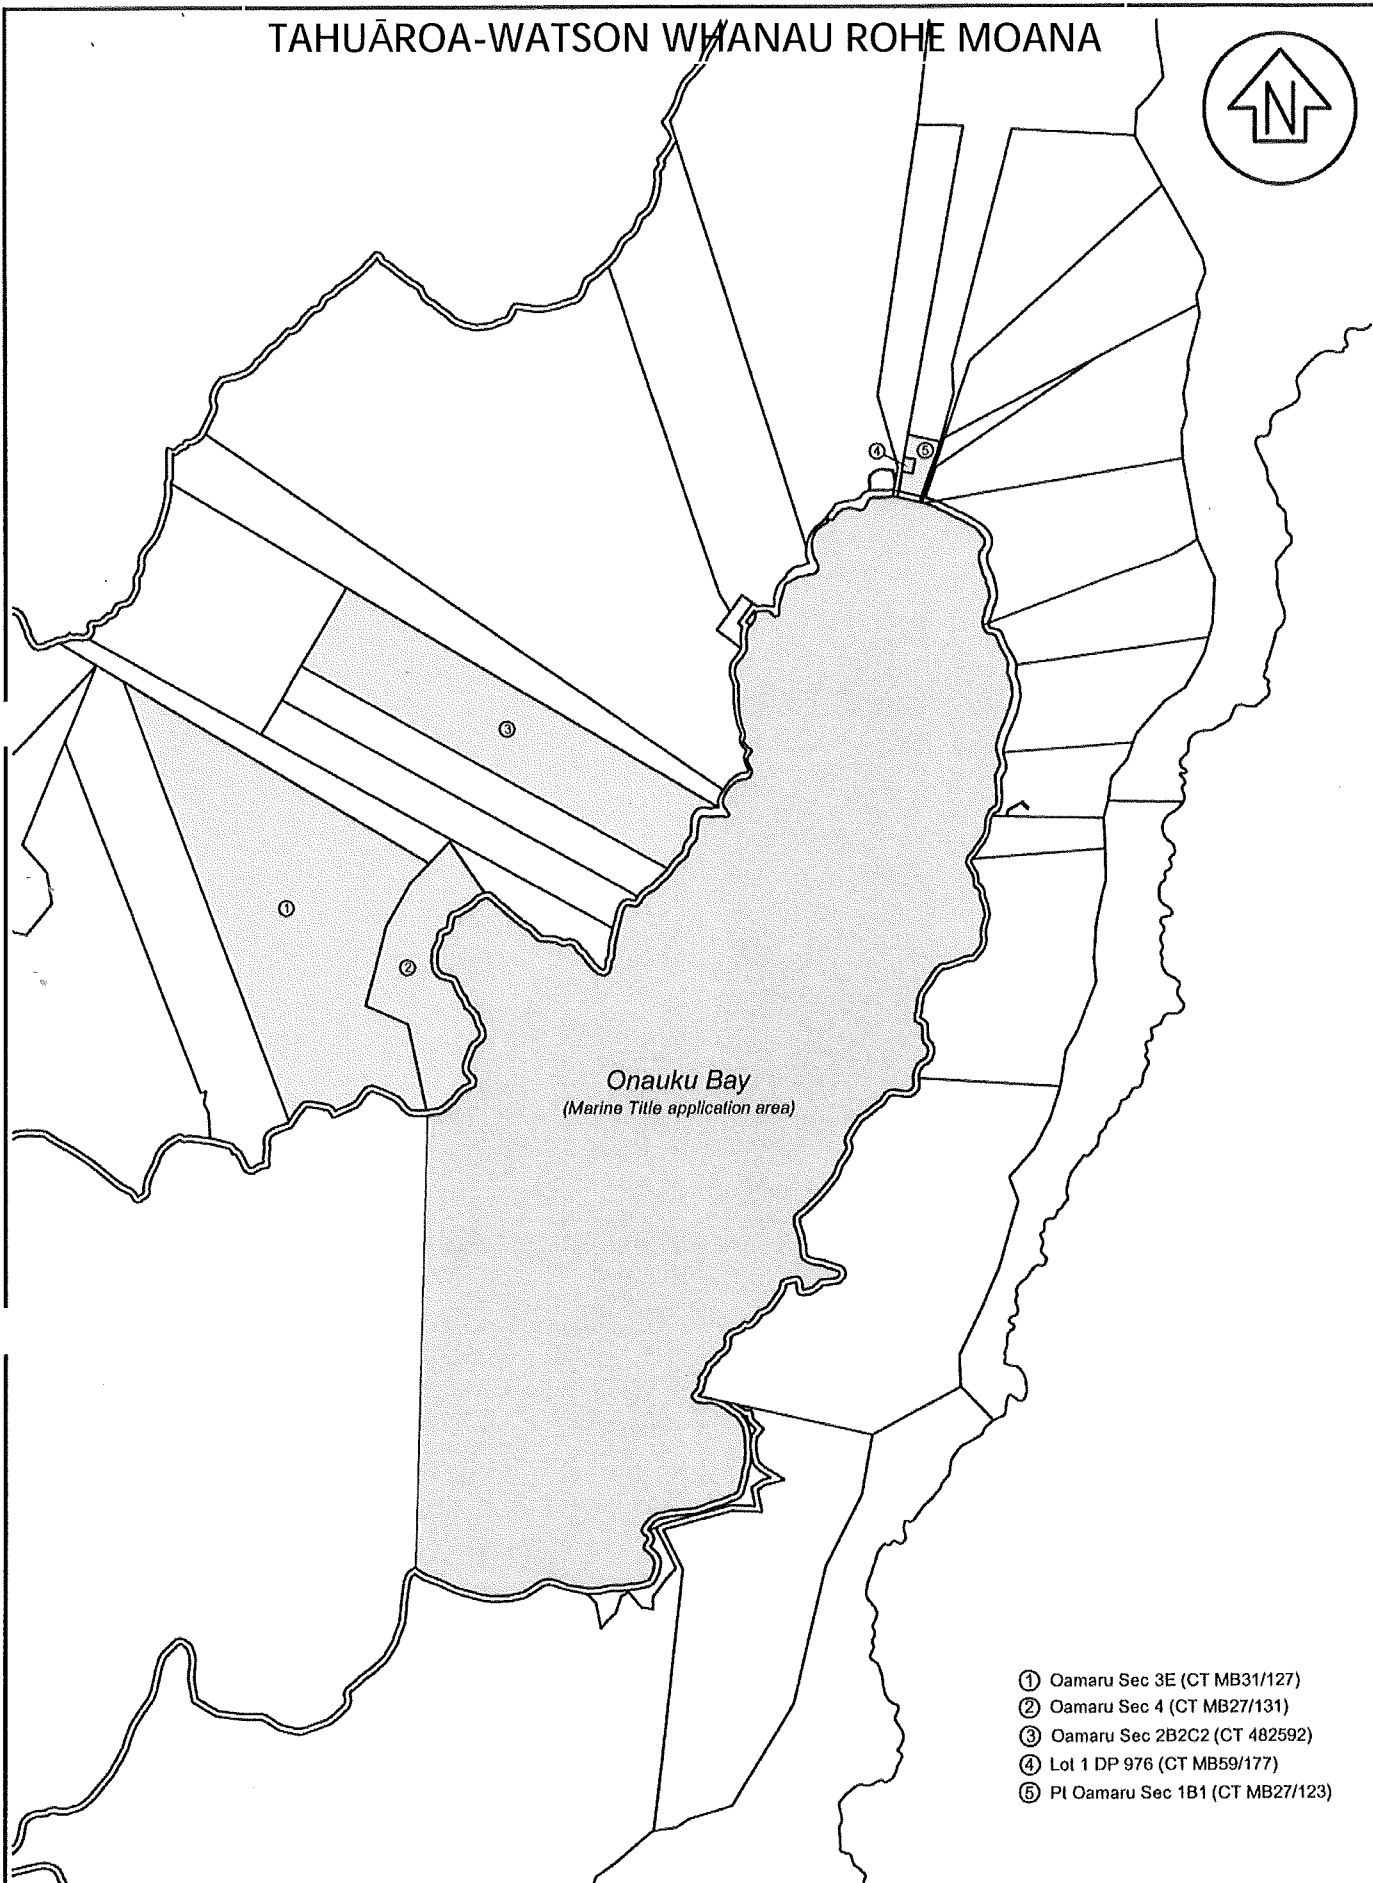 TAHUĀROA-WATSON WHANAU ROHE MOANA
N
④
⑤
③
①
②
Onauku Bay
(Marine Title application area)
① Oamaru Sec 3E (CT MB31/127)
② Oamaru Sec 4 (CT MB27/131)
③ Oamaru Sec 2B2C2 (CT 482592)
④ Lot 1 DP 976 (CT MB59/177)
⑤ Pt Oamaru Sec 1B1 (CT MB27/123)